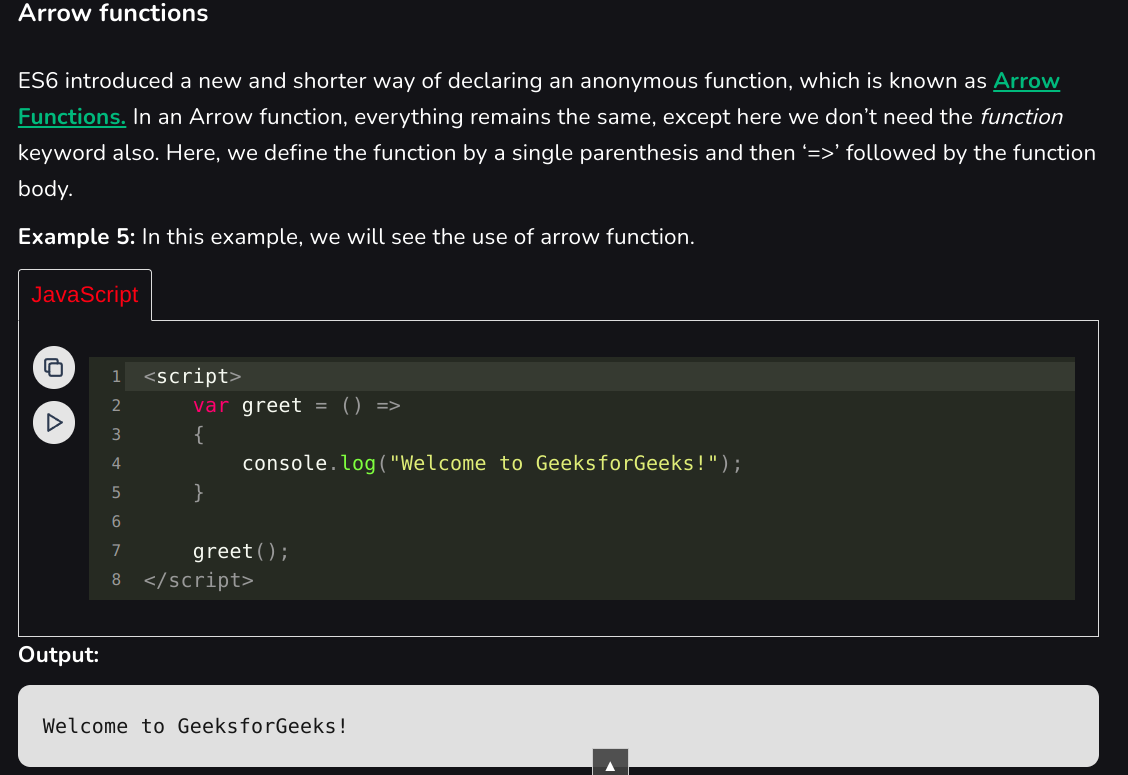 Arrow functions
ES6 introduced a new and shorter way of declaring an anonymous function, which is known as Arrow
Functions. In an Arrow function, everything remains the same, except here we don’t need the function
keyword also. Here, we define the function by a single parenthesis and then ‘=>’ followed by the function
body.
Example 5: In this example, we will see the use of arrow function.
JavaScript
1 <script>
2     var greet = () =>
3     {
4         console.log("Welcome to GeeksforGeeks!");
5     }
6
7     greet();
8 </script>
Output:
Welcome to GeeksforGeeks!